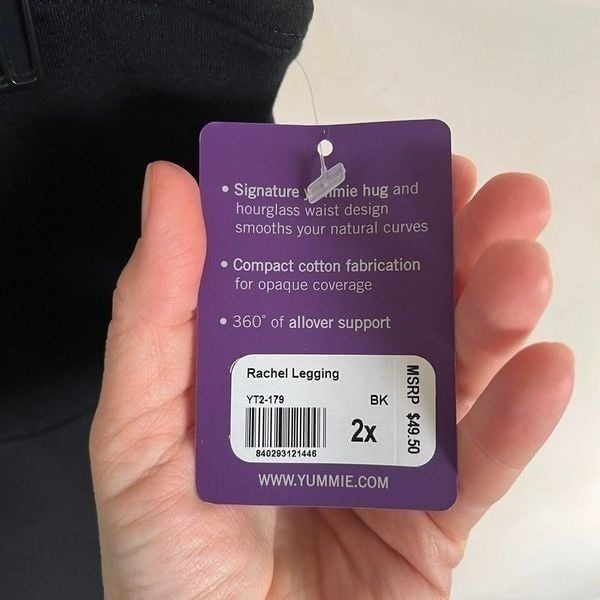 • Signature yummie hug and
hourglass waist design
smooths your natural curves
• Compact cotton fabrication
for opaque coverage
• 360° of allover support
Rachel Legging
YT2-179
BK
2x
840293121446
MSRP $49.50
WWW.YUMMIE.COM